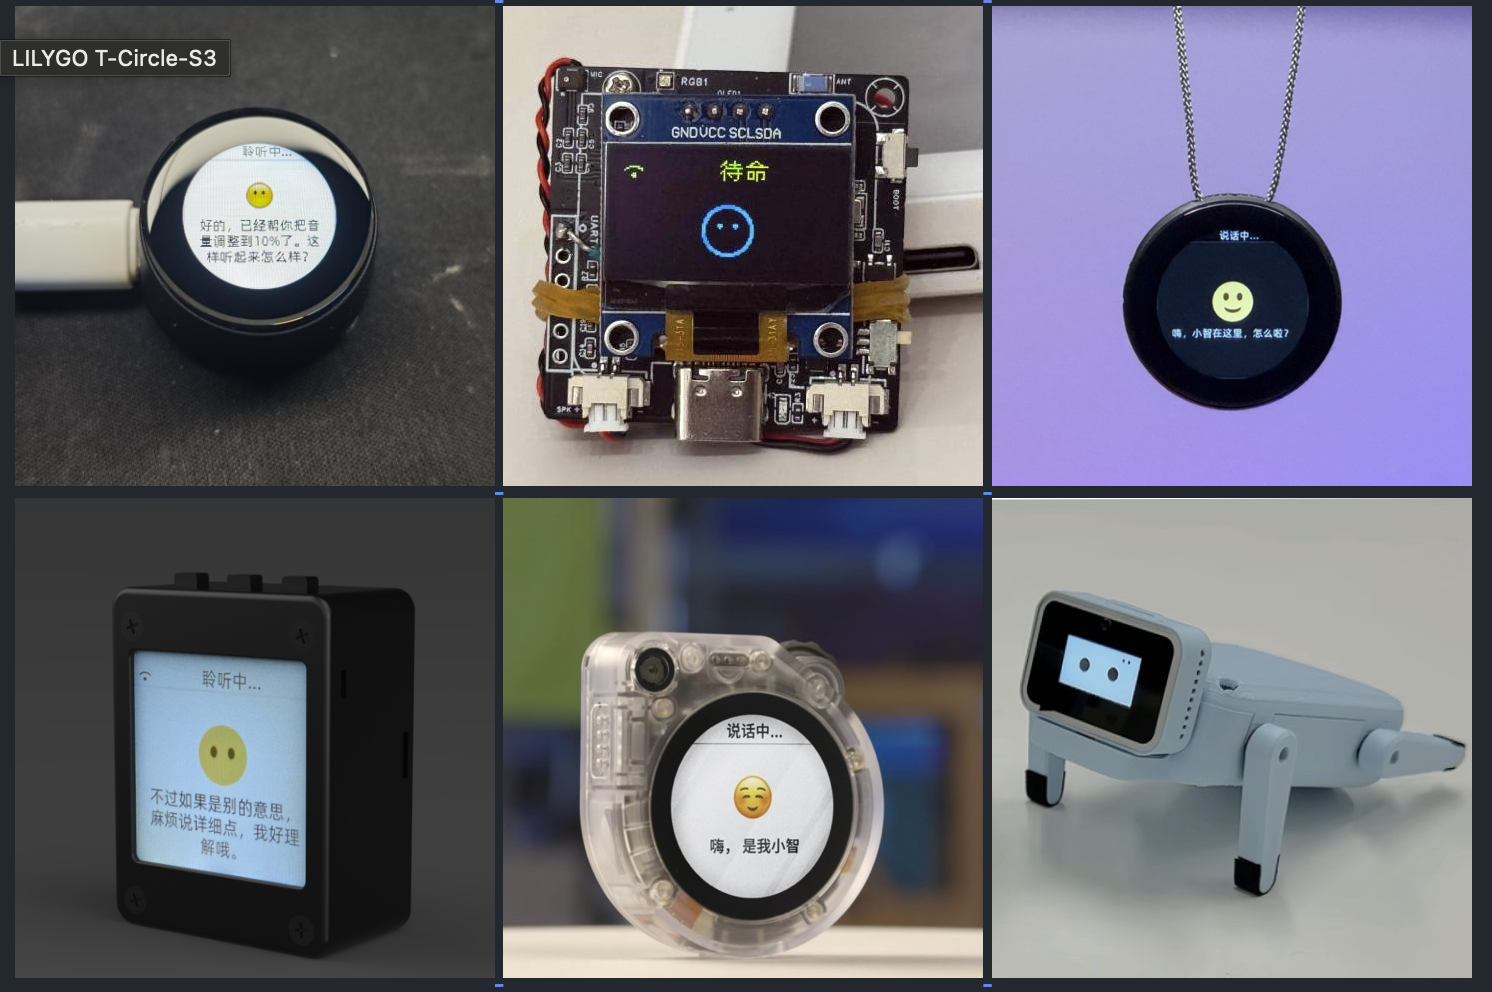 LILYGO T-Circle-S3
聆听中...
好的，已经帮你把音
量调整到10%了。这
样听起来怎么样?
MIC
RGB1
ANT
OLED1
GND VCC SCL SDA
待命
BOOT
UART
SPK +
说话中...
嗨，小智在这里，怎么啦?
聆听中...
不过如果是别的意思，
麻烦说详细点，我好理
解哦。
说话中...
嗨， 是我小智